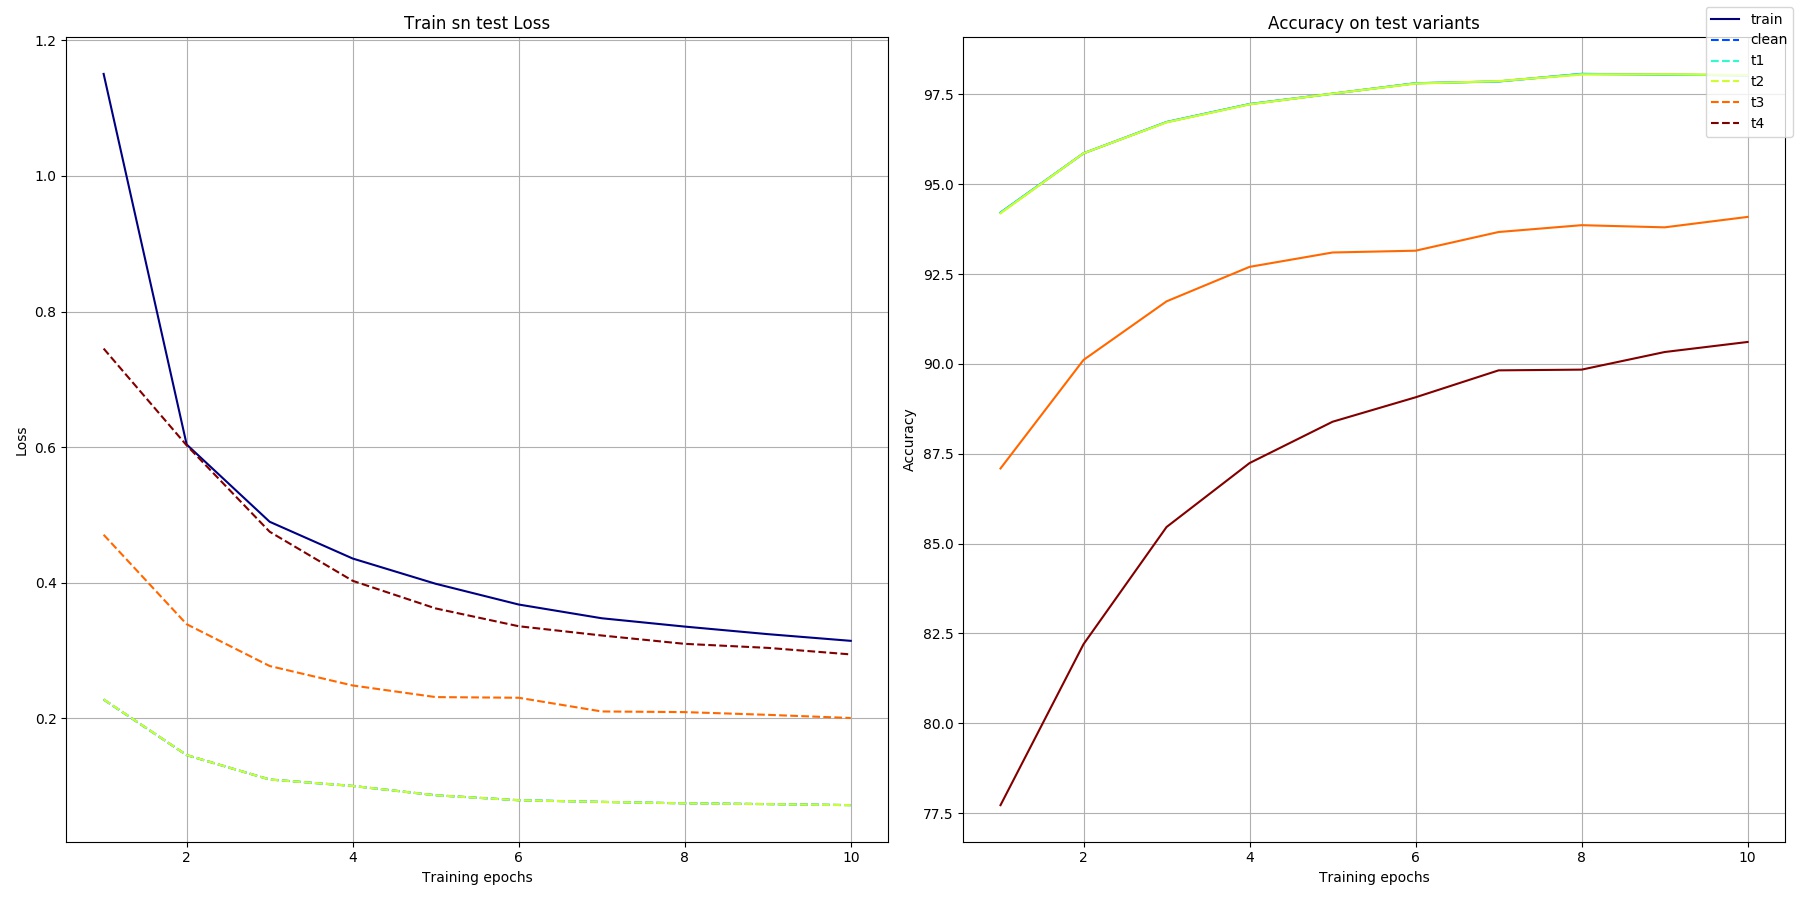 Train sn test Loss
1.2
1.0
0.8
0.6
0.4
0.2
Loss
2
4
6
8
10
Training epochs
Accuracy on test variants
97.5
95.0
92.5
90.0
87.5
85.0
82.5
80.0
77.5
Accuracy
2
4
6
8
10
Training epochs
train
clean
t1
t2
t3
t4